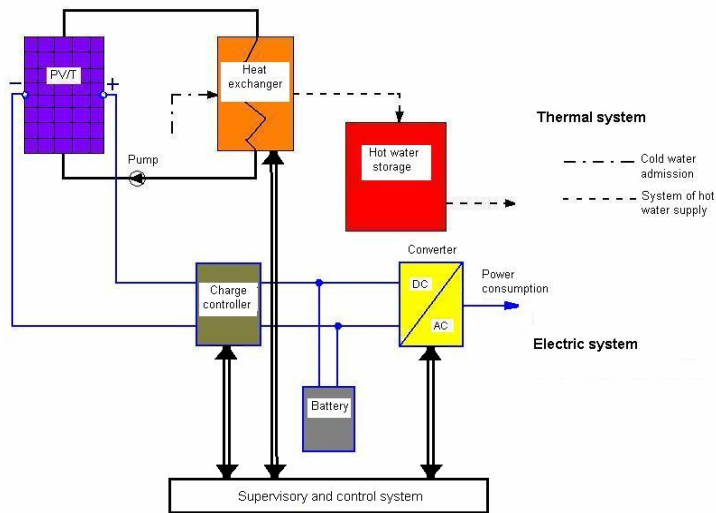 PV/T
−
+
Heat
exchanger
Pump
Hot water
storage
Thermal system
Cold water
admission
System of hot
water supply
Charge
controller
Converter
DC
AC
Power
consumption
Electric system
Battery
Supervisory and control system